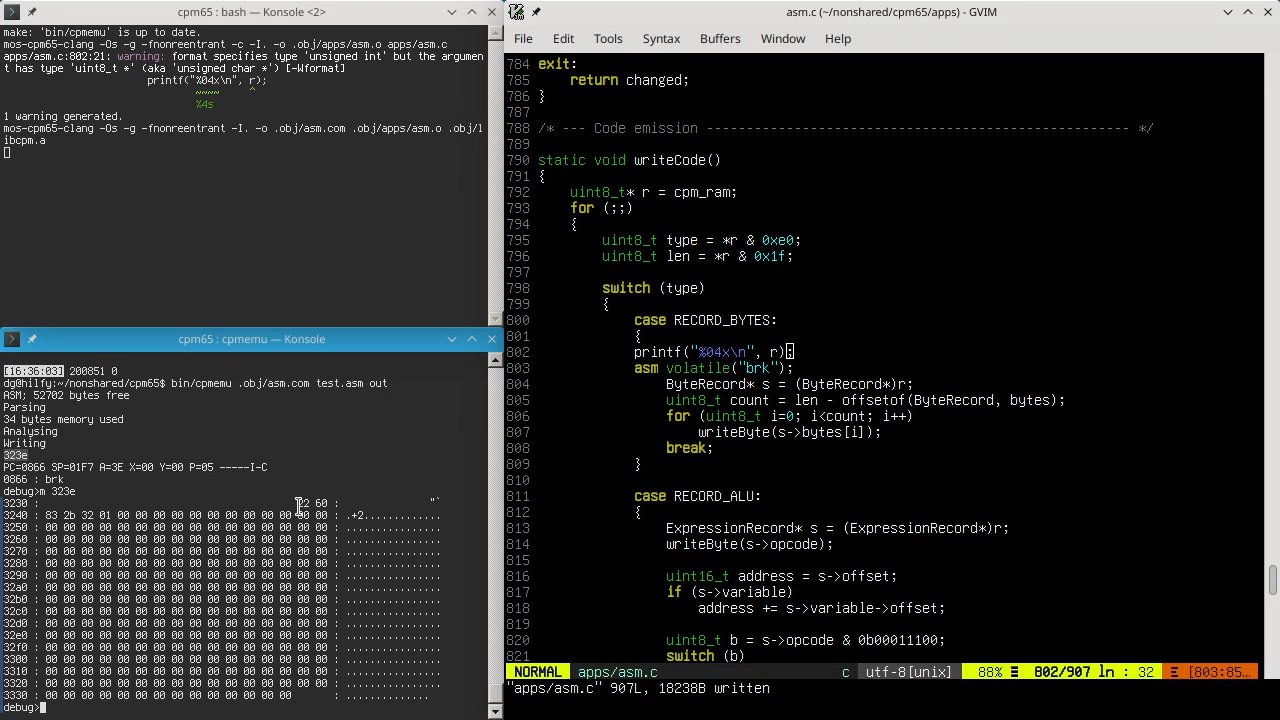 cpm65 : bash — Konsole <2>
make: 'bin/cpmemu' is up to date.
mos-cpm65-clang -Os -g -fnonreentrant -c -I. -o .obj/apps/asm.o apps/asm.c
apps/asm.c:802:21: warning: format specifies type 'unsigned int' but the argumen
t has type 'uint8_t *' (aka 'unsigned char *') [-Wformat]
printf("%04x\n", r);
~~~~ ^
%4s
1 warning generated.
mos-cpm65-clang -Os -g -fnonreentrant -I. -o .obj/asm.com .obj/apps/asm.o .obj/l
ibcpm.a
cpm65 : cpmemu — Konsole
[16:36:03] 200851 0
dg@hilfy:~/nonshared/cpm65$ bin/cpmemu .obj/asm.com test.asm out
ASM; 52702 bytes free
Parsing
34 bytes memory used
Analysing
Writing
323e
PC=0866 SP=01F7 A=3E X=00 Y=00 P=05 -----I-C
0866 : brk
debug>m 323e
3230 : 22 60 : "`
3240 : 83 2b 32 01 00 00 00 00 00 00 00 00 00 00 00 00 : .+2.............
3250 : 00 00 00 00 00 00 00 00 00 00 00 00 00 00 00 00 : ................
3260 : 00 00 00 00 00 00 00 00 00 00 00 00 00 00 00 00 : ................
3270 : 00 00 00 00 00 00 00 00 00 00 00 00 00 00 00 00 : ................
3280 : 00 00 00 00 00 00 00 00 00 00 00 00 00 00 00 00 : ................
3290 : 00 00 00 00 00 00 00 00 00 00 00 00 00 00 00 00 : ................
32a0 : 00 00 00 00 00 00 00 00 00 00 00 00 00 00 00 00 : ................
32b0 : 00 00 00 00 00 00 00 00 00 00 00 00 00 00 00 00 : ................
32c0 : 00 00 00 00 00 00 00 00 00 00 00 00 00 00 00 00 : ................
32d0 : 00 00 00 00 00 00 00 00 00 00 00 00 00 00 00 00 : ................
32e0 : 00 00 00 00 00 00 00 00 00 00 00 00 00 00 00 00 : ................
32f0 : 00 00 00 00 00 00 00 00 00 00 00 00 00 00 00 00 : ................
3300 : 00 00 00 00 00 00 00 00 00 00 00 00 00 00 00 00 : ................
3310 : 00 00 00 00 00 00 00 00 00 00 00 00 00 00 00 00 : ................
3320 : 00 00 00 00 00 00 00 00 00 00 00 00 00 00 00 00 : ................
3330 : 00 00 00 00 00 00 00 00 00 00 00 00 00 00 : ..............
debug>
asm.c (~/nonshared/cpm65/apps) - GVIM
File Edit Tools Syntax Buffers Window Help
784 exit:
785 return changed;
786 }
787
788 /* --- Code emission ----------------------------------------------------- */
789
790 static void writeCode()
791 {
792 uint8_t* r = cpm_ram;
793 for (;;)
794 {
795 uint8_t type = *r & 0xe0;
796 uint8_t len = *r & 0x1f;
797
798 switch (type)
799 {
800 case RECORD_BYTES:
801 {
802 printf("%04x\n", r);
803 asm volatile("brk");
804 ByteRecord* s = (ByteRecord*)r;
805 uint8_t count = len - offsetof(ByteRecord, bytes);
806 for (uint8_t i=0; i<count; i++)
807 writeByte(s->bytes[i]);
808 break;
809 }
810
811 case RECORD_ALU:
812 {
813 ExpressionRecord* s = (ExpressionRecord*)r;
814 writeByte(s->opcode);
815
816 uint16_t address = s->offset;
817 if (s->variable)
818 address += s->variable->offset;
819
820 uint8_t b = s->opcode & 0b00011100;
821 switch (b)
NORMAL apps/asm.c c utf-8[unix] 88% ☰ 802/907 ㏑ : 32 Ξ [803:85…
"apps/asm.c" 907L, 18238B written